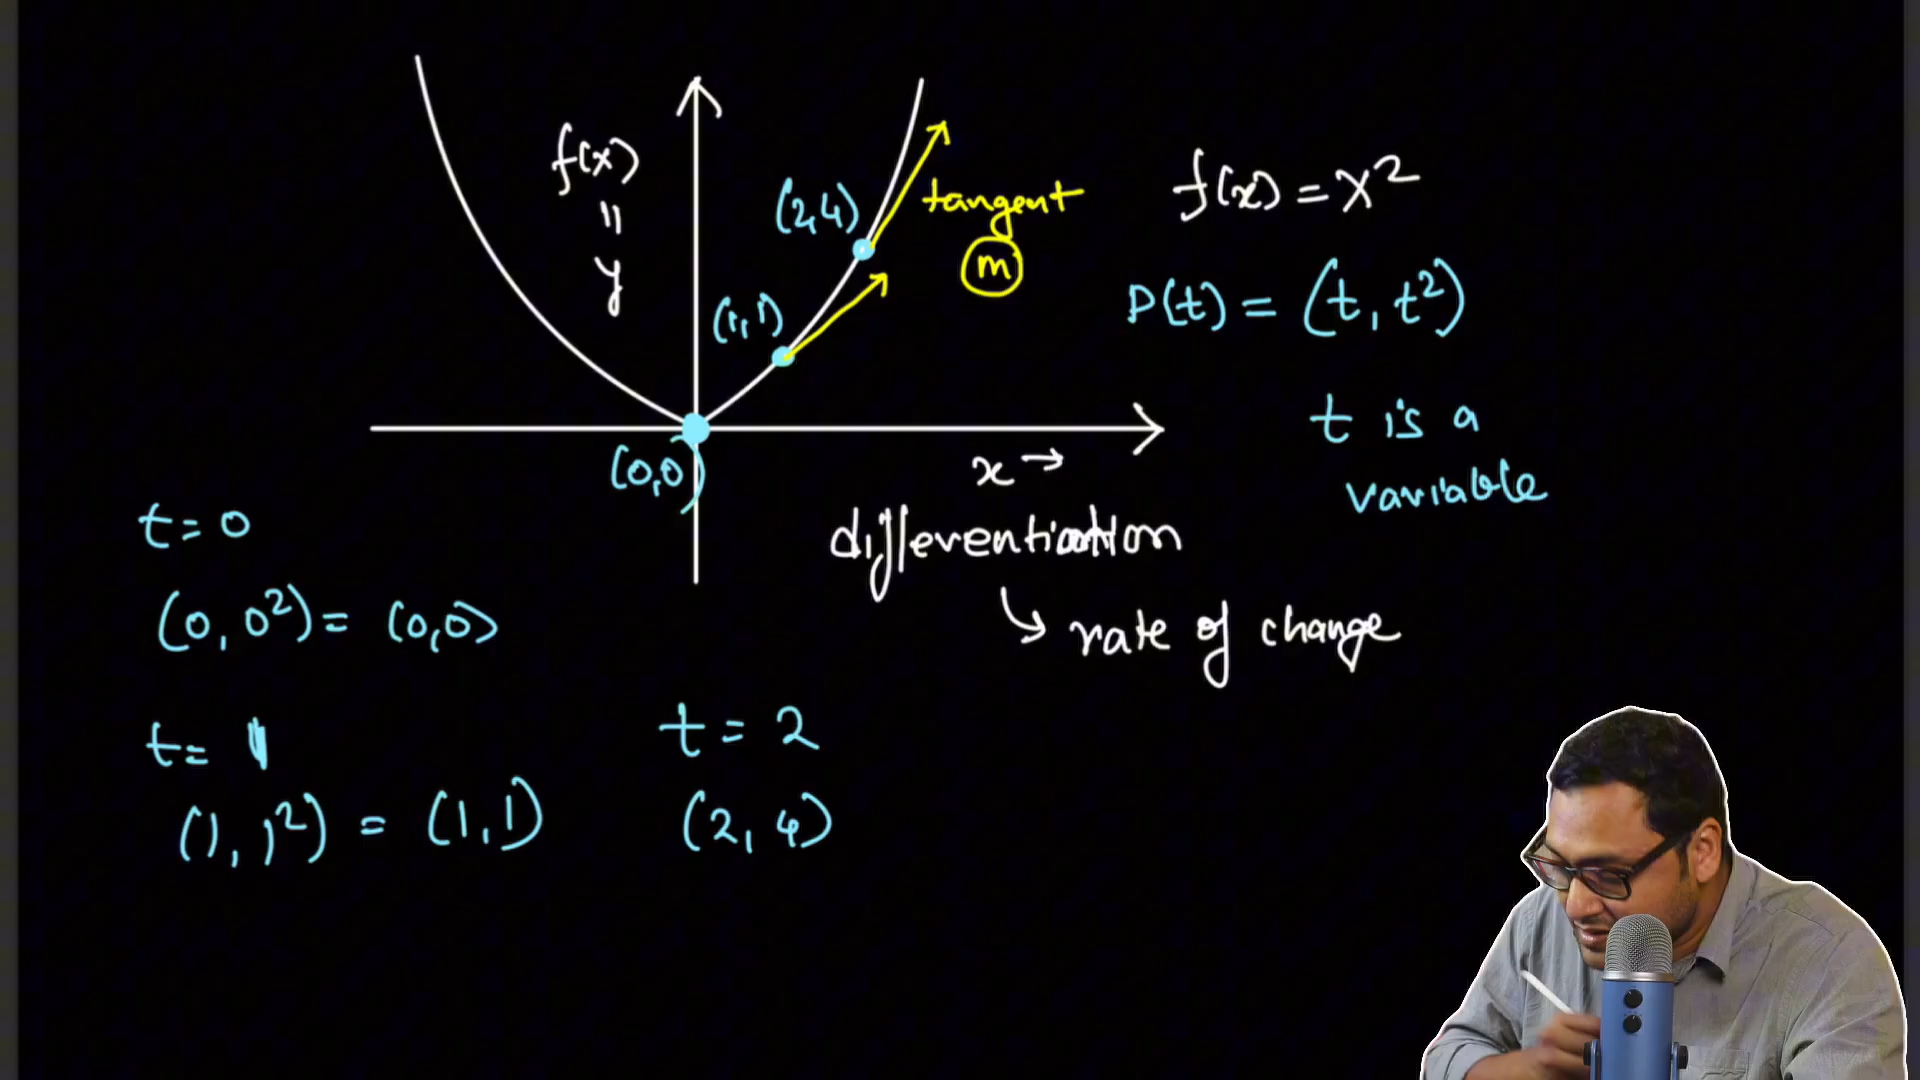 f(x)
=
y
(2,4)
tangent
m
(1,1)
(0,0)
x →
f(x) = x²
P(t) = (t, t²)
t is a
variable
differentiation
↳ rate of change
t = 0
(0, 0²) = (0,0)
t = 1
(1, 1²) = (1,1)
t = 2
(2, 4)